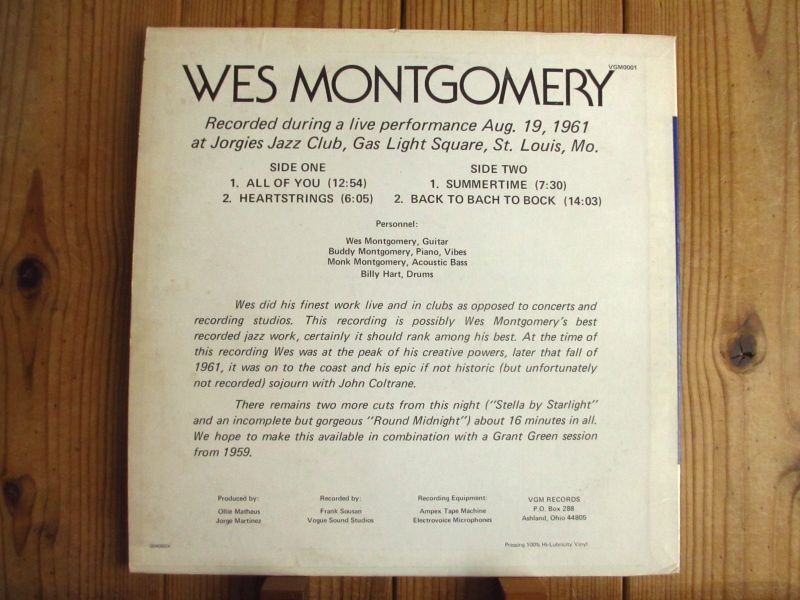 VGM0001
WES MONTGOMERY
Recorded during a live performance Aug. 19, 1961
at Jorgies Jazz Club, Gas Light Square, St. Louis, Mo.
SIDE ONE
1. ALL OF YOU (12:54)
2. HEARTSTRINGS (6:05)
SIDE TWO
1. SUMMERTIME (7:30)
2. BACK TO BACH TO BOCK (14:03)
Personnel:
Wes Montgomery, Guitar
Buddy Montgomery, Piano, Vibes
Monk Montgomery, Acoustic Bass
Billy Hart, Drums
Wes did his finest work live and in clubs as opposed to concerts and
recording studios. This recording is possibly Wes Montgomery's best
recorded jazz work, certainly it should rank among his best. At the time of
this recording Wes was at the peak of his creative powers, later that fall of
1961, it was on to the coast and his epic if not historic (but unfortunately
not recorded) sojourn with John Coltrane.
There remains two more cuts from this night ("Stella by Starlight"
and an incomplete but gorgeous "Round Midnight") about 16 minutes in all.
We hope to make this available in combination with a Grant Green session
from 1959.
Produced by:
Ollie Matheus
Jorge Martinez
Recorded by:
Frank Sousan
Vogue Sound Studios
Recording Equipment:
Ampex Tape Machine
Electrovoice Microphones
VGM RECORDS
P.O. Box 288
Ashland, Ohio 44805
Pressing 100% Hi-Lubricity Vinyl